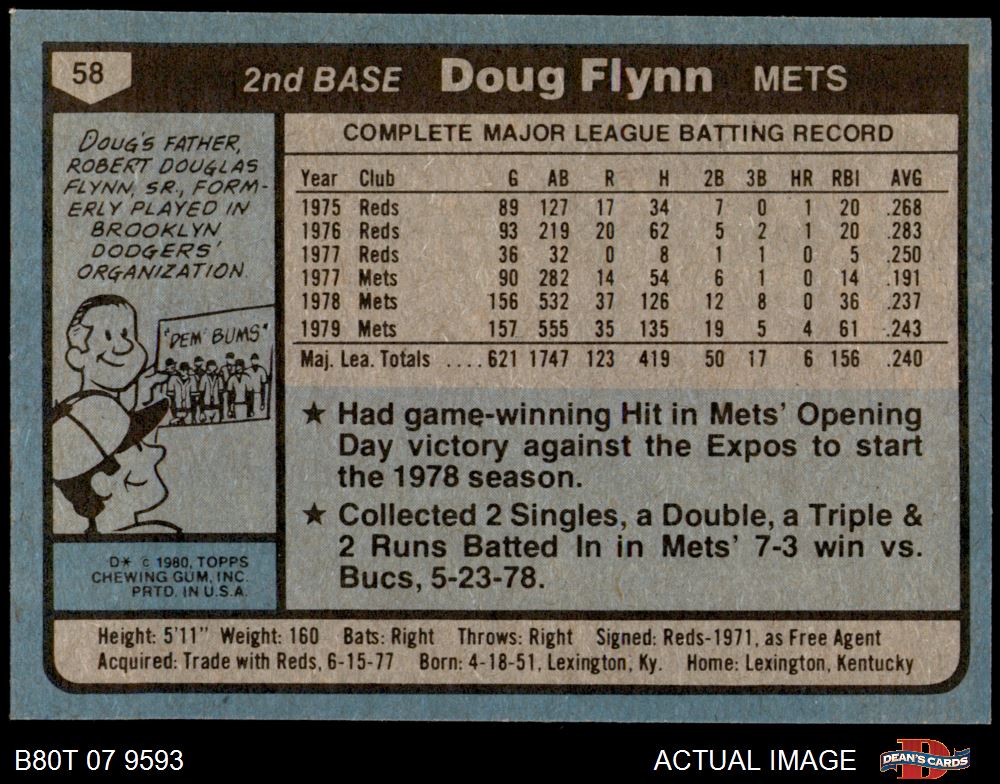 58
2nd BASE Doug Flynn METS
DOUG'S FATHER,
ROBERT DOUGLAS
FLYNN, SR., FORM-
ERLY PLAYED IN
BROOKLYN
DODGERS'
ORGANIZATION.
"DEM BUMS"
D* © 1980, TOPPS
CHEWING GUM, INC.
PRTD. IN U.S.A.
COMPLETE MAJOR LEAGUE BATTING RECORD
Year Club G AB R H 2B 3B HR RBI AVG
1975 Reds 89 127 17 34 7 0 1 20 .268
1976 Reds 93 219 20 62 5 2 1 20 .283
1977 Reds 36 32 0 8 1 1 0 5 .250
1977 Mets 90 282 14 54 6 1 0 14 .191
1978 Mets 156 532 37 126 12 8 0 36 .237
1979 Mets 157 555 35 135 19 5 4 61 .243
Maj. Lea. Totals .... 621 1747 123 419 50 17 6 156 .240
★ Had game-winning Hit in Mets' Opening
Day victory against the Expos to start
the 1978 season.
★ Collected 2 Singles, a Double, a Triple &
2 Runs Batted In in Mets' 7-3 win vs.
Bucs, 5-23-78.
Height: 5'11" Weight: 160 Bats: Right Throws: Right Signed: Reds-1971, as Free Agent
Acquired: Trade with Reds, 6-15-77 Born: 4-18-51, Lexington, Ky. Home: Lexington, Kentucky
B80T 07 9593 ACTUAL IMAGE DEAN'S CARDS